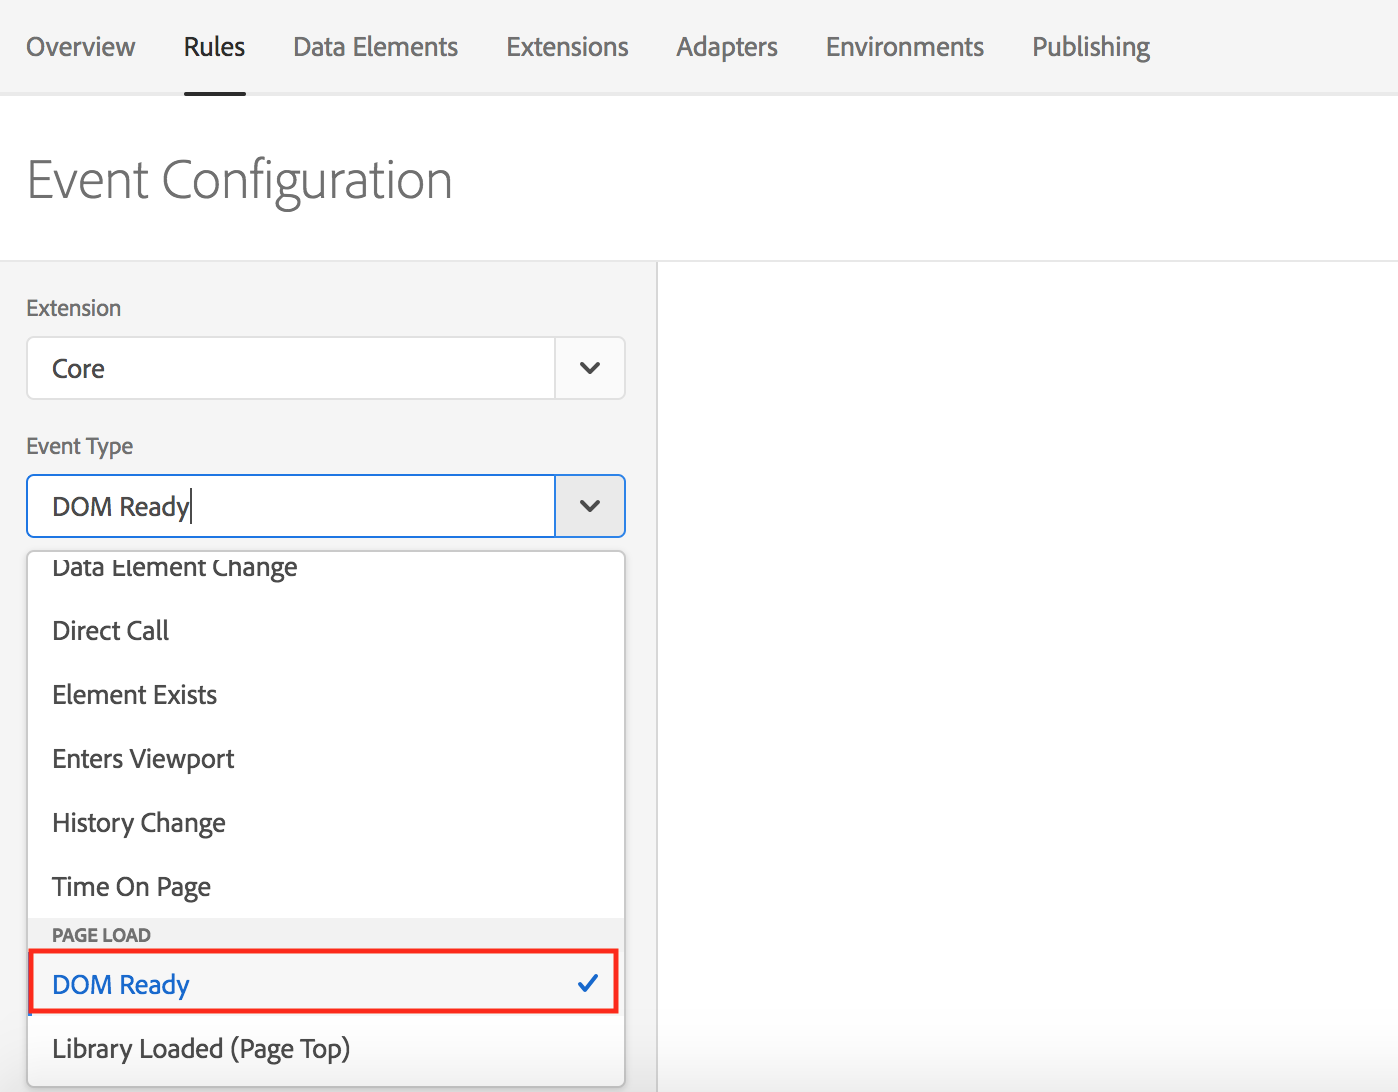 Overview Rules Data Elements Extensions Adapters Environments Publishing
Event Configuration
Extension
Core
Event Type
DOM Ready
Data Element Change
Direct Call
Element Exists
Enters Viewport
History Change
Time On Page
PAGE LOAD
DOM Ready
Library Loaded (Page Top)